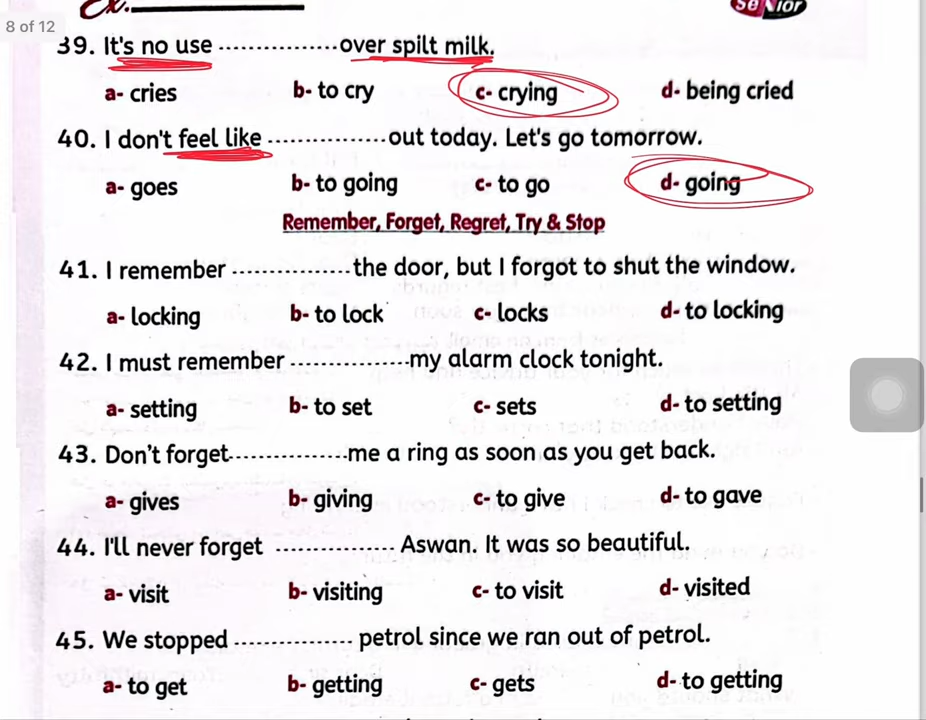 Ex.
Senior
8 of 12
39. It's no use ................over spilt milk.
a- cries b- to cry c- crying d- being cried
40. I don't feel like ................out today. Let's go tomorrow.
a- goes b- to going c- to go d- going
Remember, Forget, Regret, Try & Stop
41. I remember ................the door, but I forgot to shut the window.
a- locking b- to lock c- locks d- to locking
42. I must remember ................my alarm clock tonight.
a- setting b- to set c- sets d- to setting
43. Don't forget................me a ring as soon as you get back.
a- gives b- giving c- to give d- to gave
44. I'll never forget ................ Aswan. It was so beautiful.
a- visit b- visiting c- to visit d- visited
45. We stopped ................ petrol since we ran out of petrol.
a- to get b- getting c- gets d- to getting